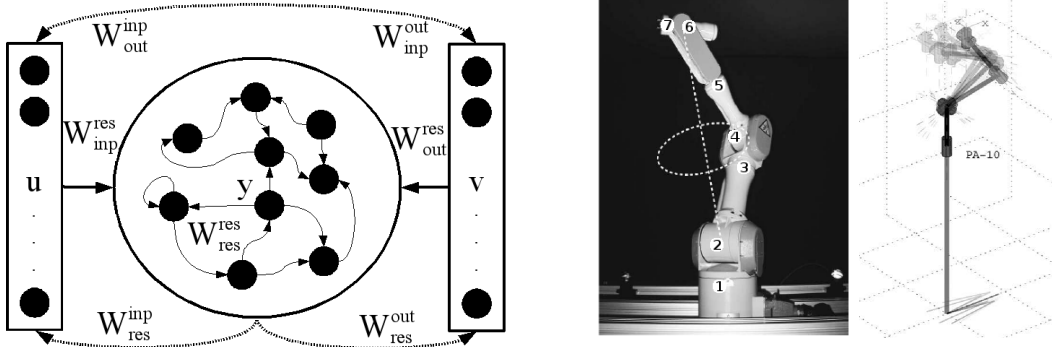 W^inp_out
W^out_inp
u
W^res_inp
y
W^res_res
W^res_out
v
W^inp_res
W^out_res
7
6
5
4
3
2
1
x
PA-10